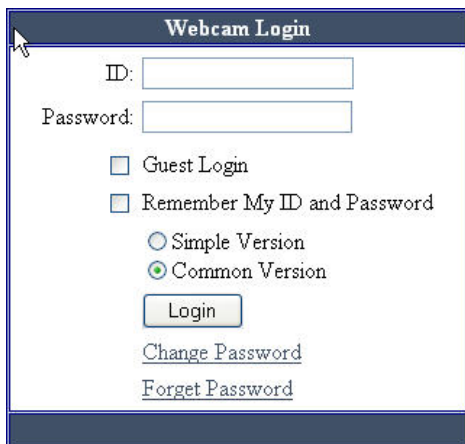 Webcam Login
ID:
Password:
Guest Login
Remember My ID and Password
Simple Version
Common Version
Login
Change Password
Forget Password